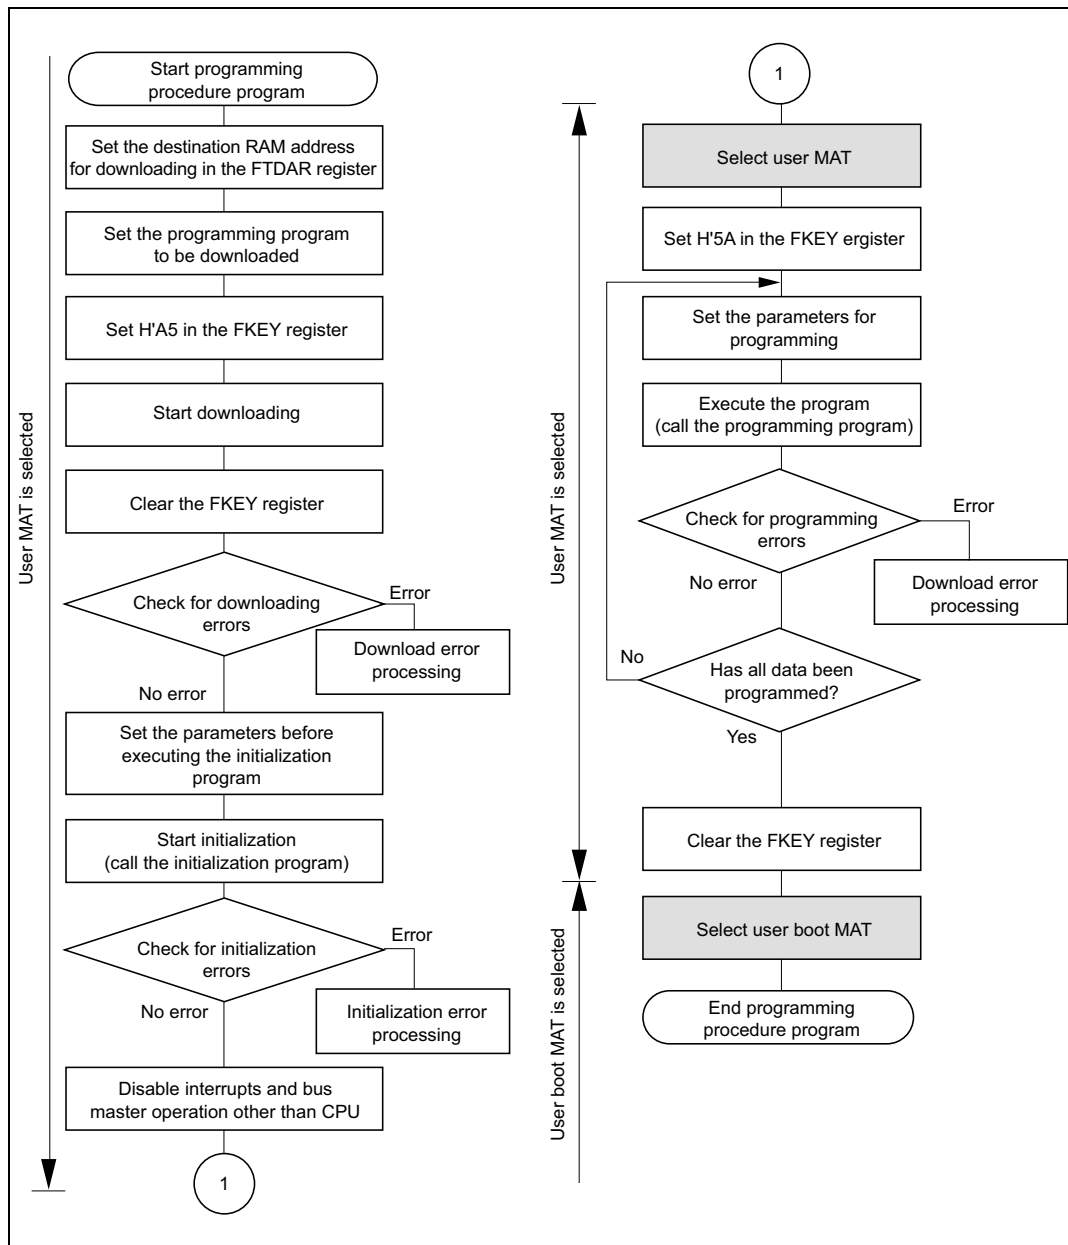 Start programming
procedure program
Set the destination RAM address
for downloading in the FTDAR register
Set the programming program
to be downloaded
Set H'A5 in the FKEY register
Start downloading
Clear the FKEY register
Check for downloading
errors
Error
Download error
processing
No error
Set the parameters before
executing the initialization
program
Start initialization
(call the initialization program)
Check for initialization
errors
Error
Initialization error
processing
No error
Disable interrupts and bus
master operation other than CPU
1
User MAT is selected
1
Select user MAT
Set H'5A in the FKEY ergister
Set the parameters for
programming
Execute the program
(call the programming program)
Check for programming
errors
Error
Download error
processing
No error
Has all data been
programmed?
No
Yes
Clear the FKEY register
Select user boot MAT
End programming
procedure program
User MAT is selected
User boot MAT is selected